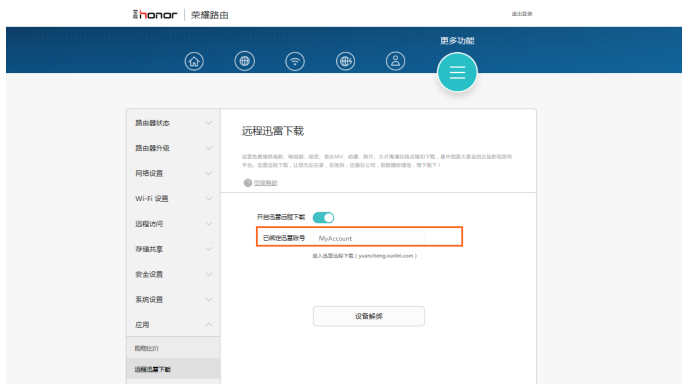 honor | 荣耀路由
退出登录
更多功能
路由器状态
路由器升级
网络设置
Wi-Fi 设置
远程访问
存储共享
安全设置
系统设置
应用
购物比价
远程迅雷下载
远程迅雷下载
页面帮助
开启迅雷远程下载
已绑定迅雷账号 MyAccount
进入迅雷远程下载 ( yuancheng.xunlei.com )
设备解绑